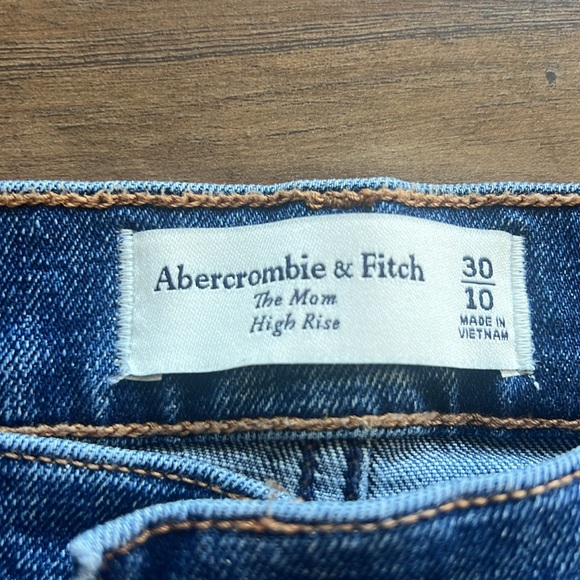 Abercrombie & Fitch
The Mom
High Rise
30
10
MADE IN
VIETNAM